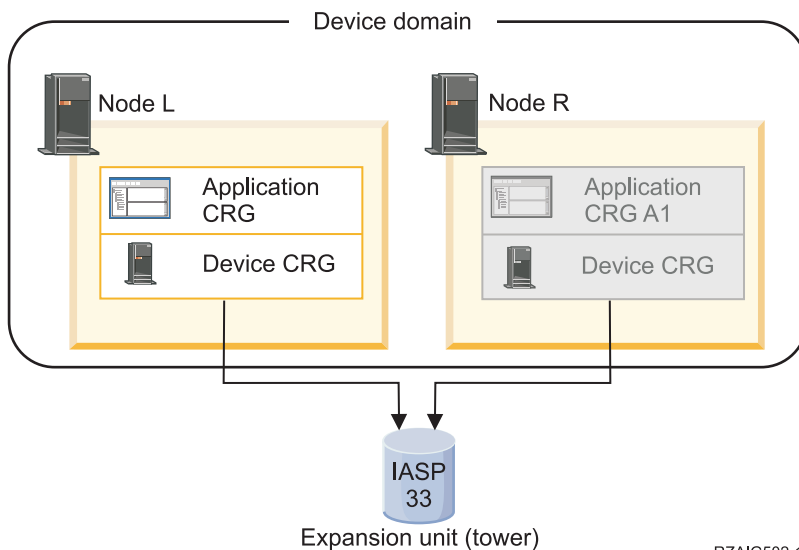 Device domain
Node L
Node R
Application
CRG
Device CRG
Application
CRG A1
Device CRG
IASP
33
Expansion unit (tower)